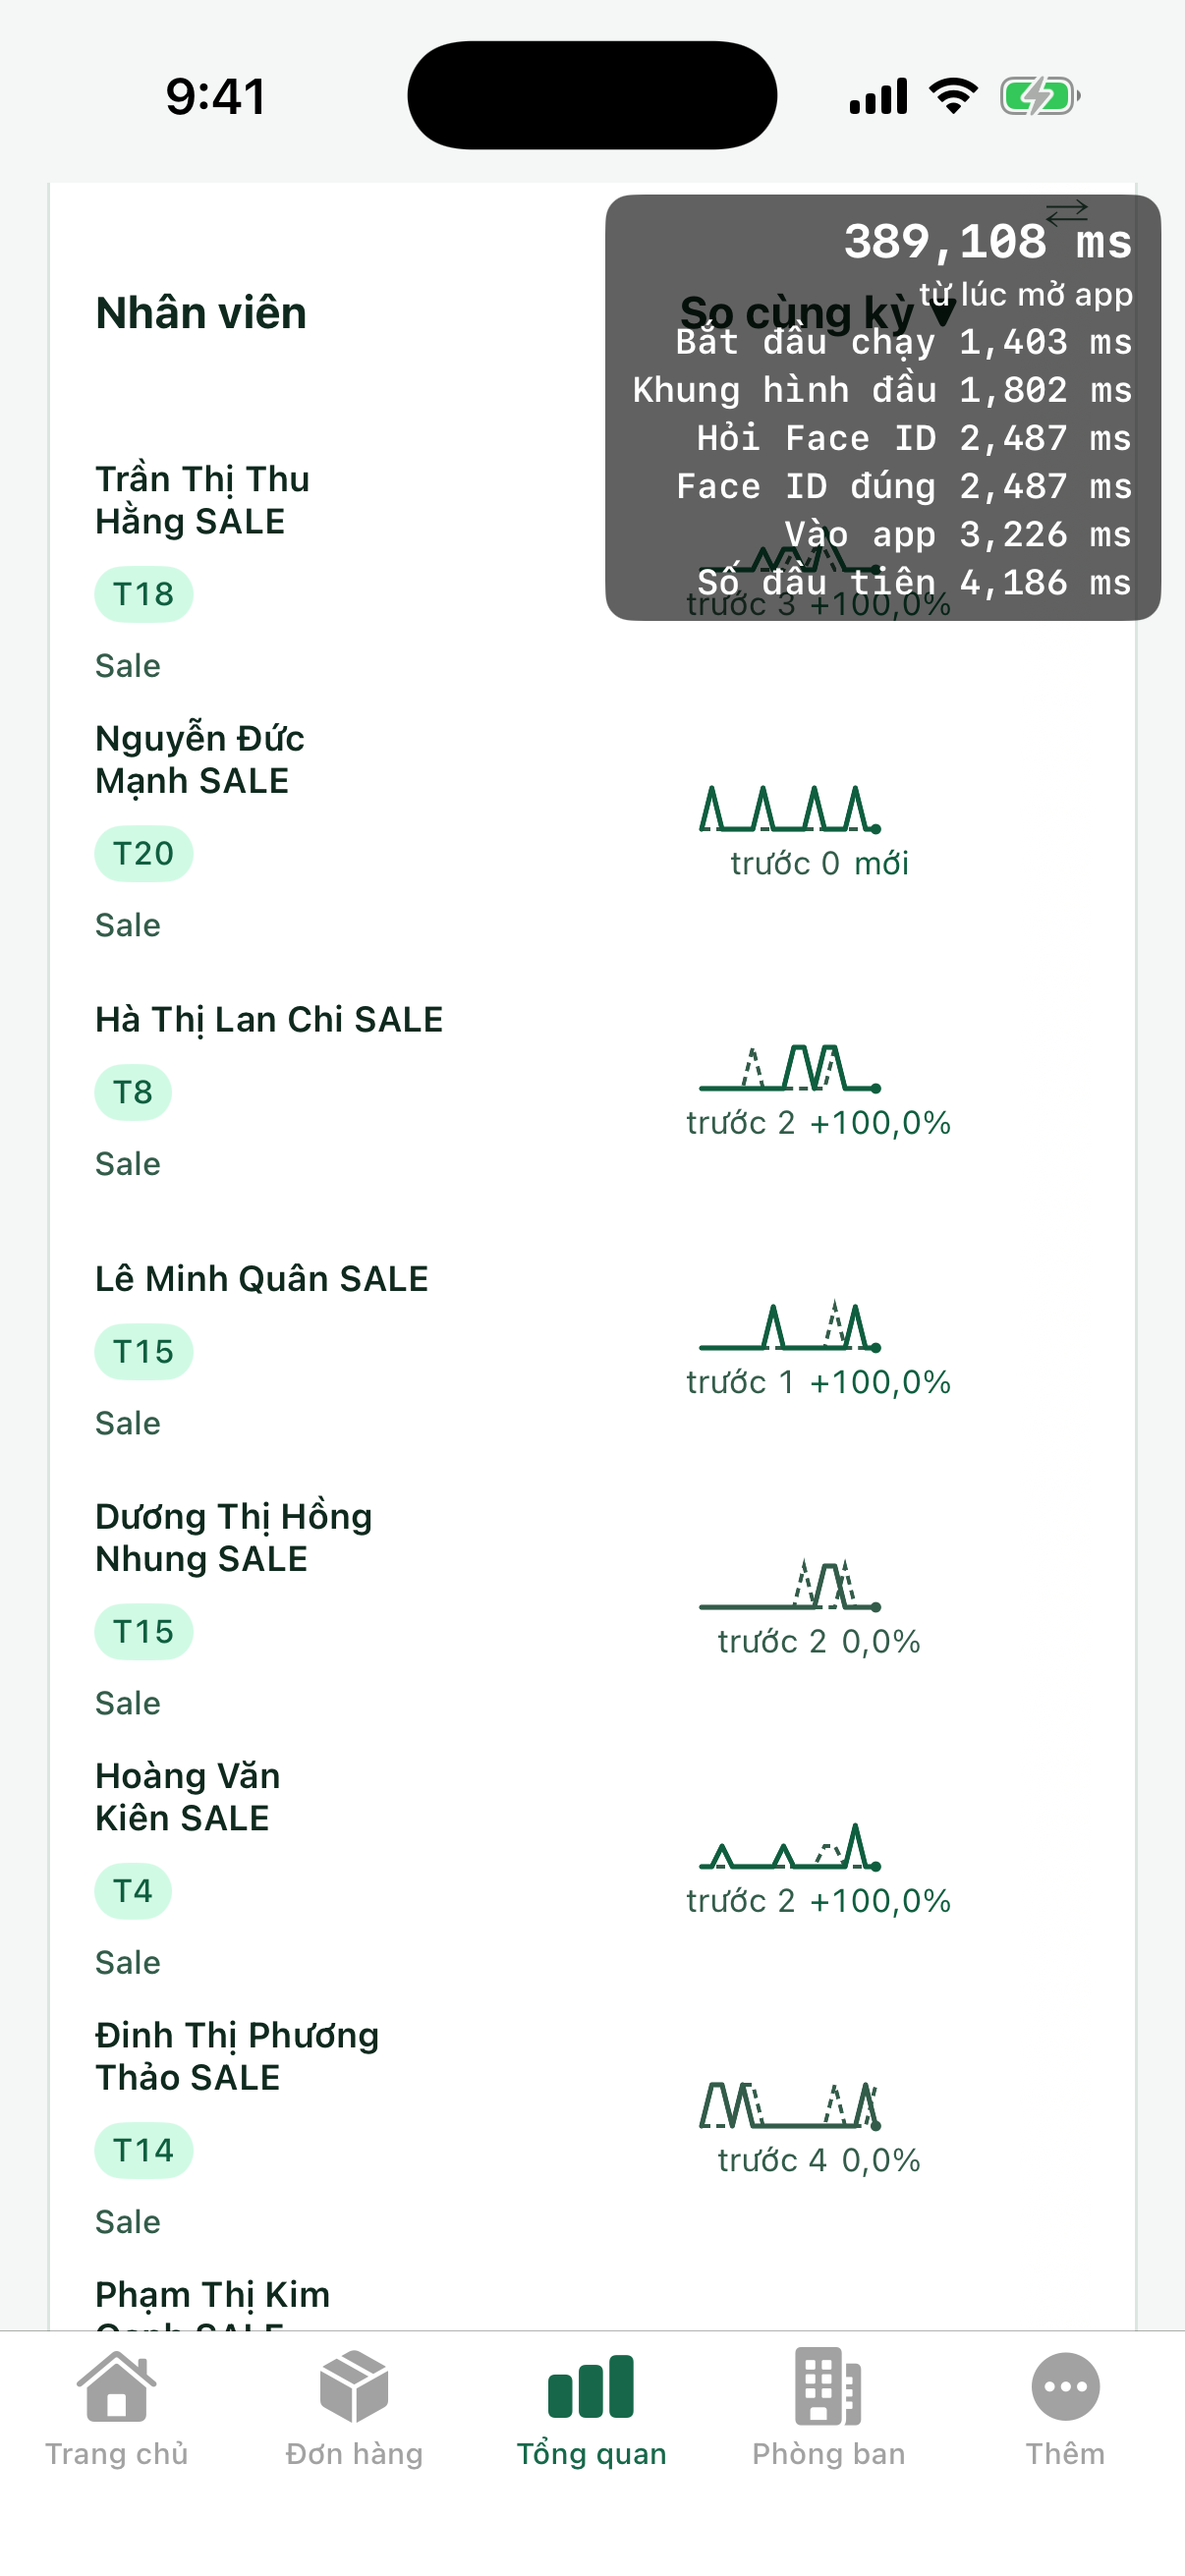 9:41
389,108 ms
từ lúc mở app
Nhân viên
So cùng kỳ ▼
Bắt đầu chạy 1,403 ms
Khung hình đầu 1,802 ms
Hỏi Face ID 2,487 ms
Face ID đúng 2,487 ms
Vào app 3,226 ms
Số đầu tiên 4,186 ms
Trần Thị Thu
Hằng SALE
T18
trước 3 +100,0%
Sale
Nguyễn Đức
Mạnh SALE
T20
trước 0 mới
Sale
Hà Thị Lan Chi SALE
T8
trước 2 +100,0%
Sale
Lê Minh Quân SALE
T15
trước 1 +100,0%
Sale
Dương Thị Hồng
Nhung SALE
T15
trước 2 0,0%
Sale
Hoàng Văn
Kiên SALE
T4
trước 2 +100,0%
Sale
Đinh Thị Phương
Thảo SALE
T14
trước 4 0,0%
Sale
Phạm Thị Kim
SALE
Trang chủ
Đơn hàng
Tổng quan
Phòng ban
Thêm